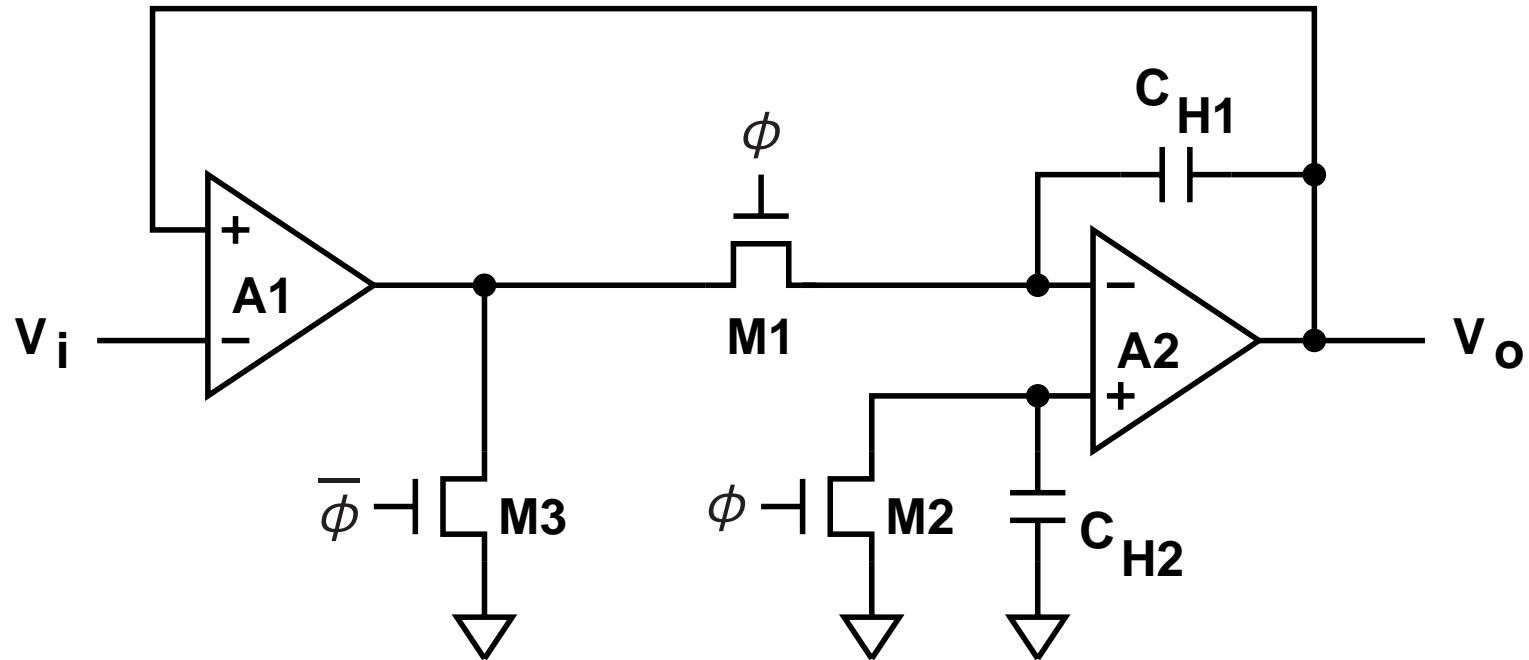 C H1
ϕ
+
A1
−
V i
M1
−
A2
+
V o
ϕ̅
M3
ϕ
M2
C H2